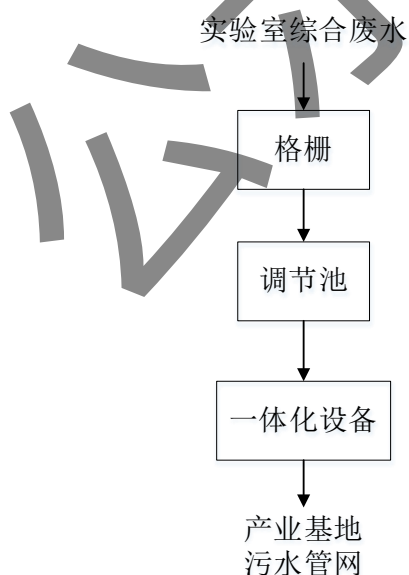 实验室综合废水
格栅
调节池
一体化设备
产业基地
污水管网